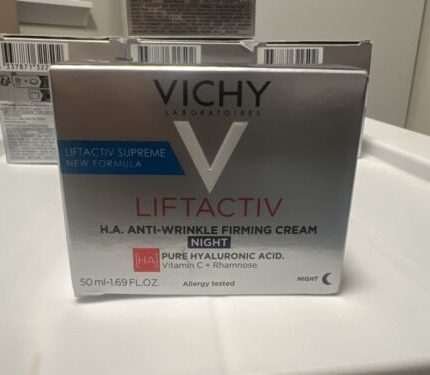 VICHY
LABORATOIRES
LIFTACTIV SUPREME
NEW FORMULA
LIFTACTIV
H.A. ANTI-WRINKLE FIRMING CREAM
NIGHT
[HA] PURE HYALURONIC ACID.
Vitamin C + Rhamnose
50 ml-1.69 FL.OZ.
Allergy tested
NIGHT